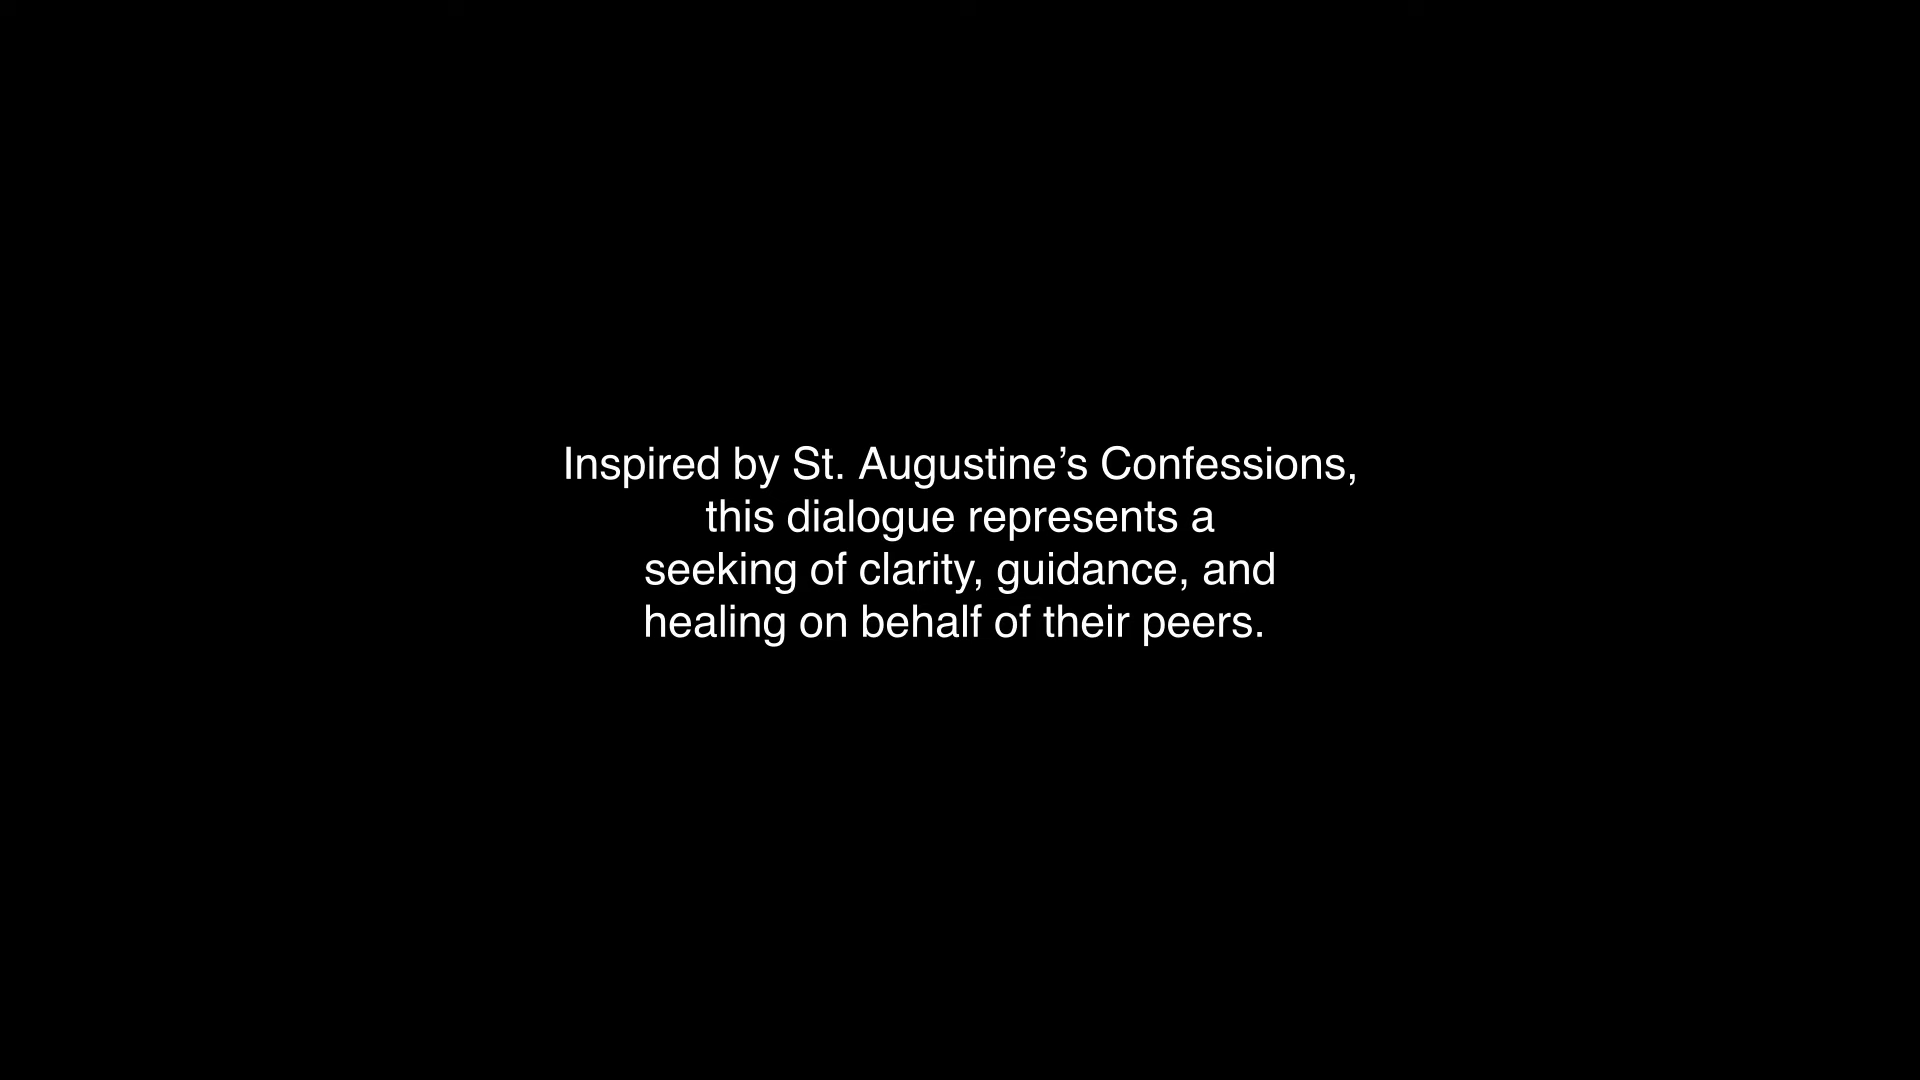 Inspired by St. Augustine’s Confessions,
this dialogue represents a
seeking of clarity, guidance, and
healing on behalf of their peers.